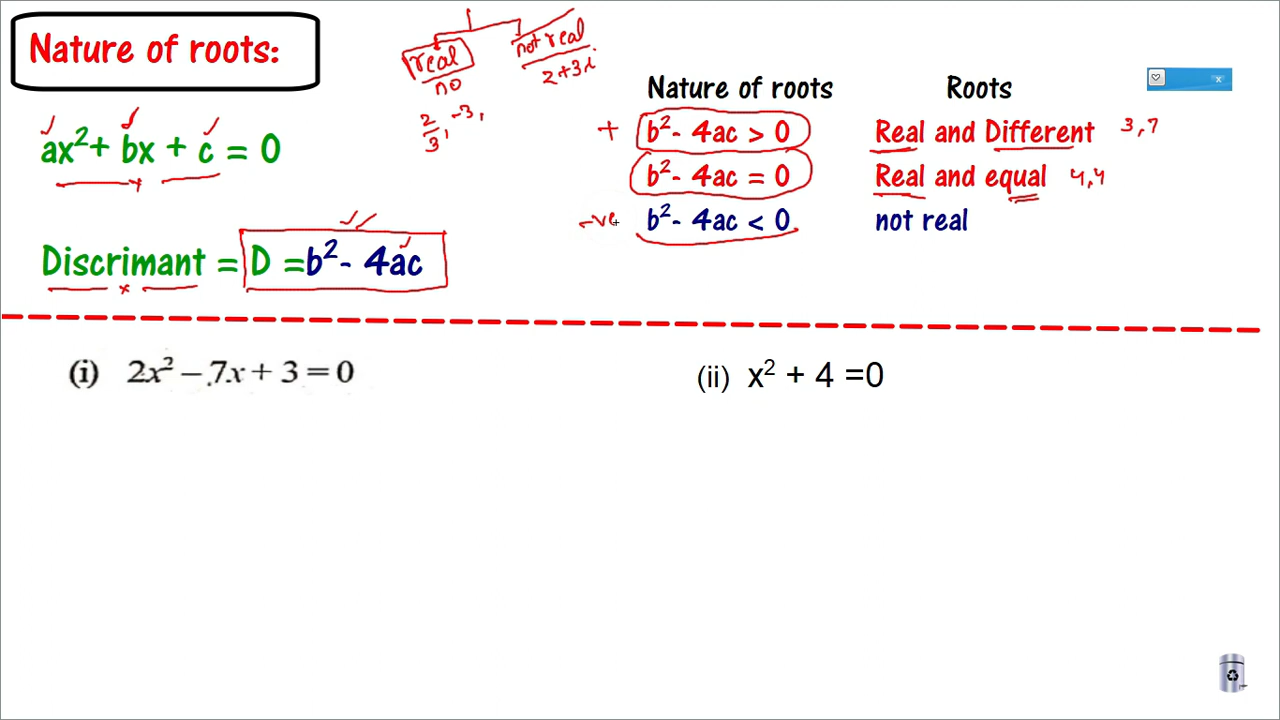 Nature of roots:
real
no
2/3, -3,
not real
2+3i
ax²+ bx + c = 0
Discrimant = D =b²- 4ac
Nature of roots Roots
+ b²- 4ac > 0 Real and Different 3,7
b²- 4ac = 0 Real and equal 4,4
-ve b²- 4ac < 0 not real
(i) 2x² – 7x + 3 = 0
(ii) x² + 4 =0